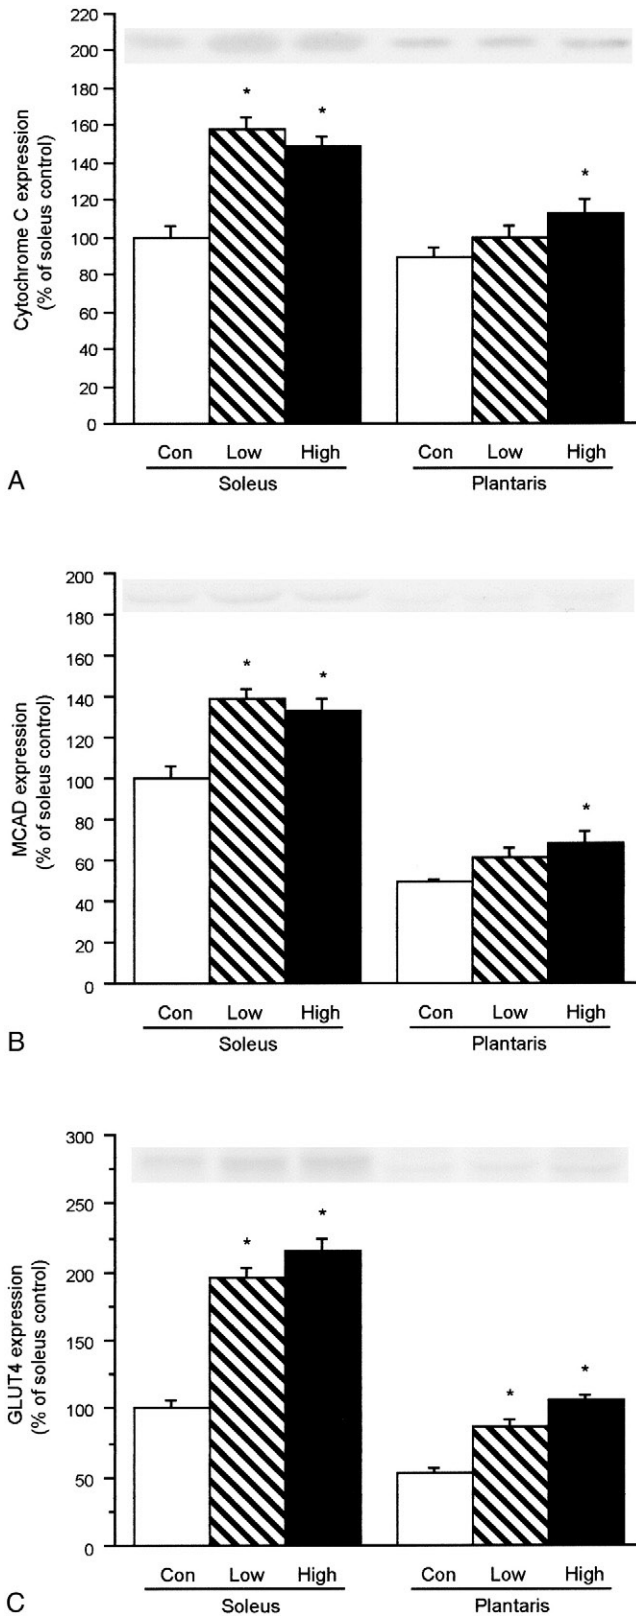 220
200
180
160
140
120
100
80
60
40
20
0
Cytochrome C expression
(% of soleus control)
* * *
Con Low High Con Low High
Soleus Plantaris
A
200
180
160
140
120
100
80
60
40
20
0
MCAD expression
(% of soleus control)
* * *
Con Low High Con Low High
Soleus Plantaris
B
300
250
200
150
100
50
0
GLUT4 expression
(% of soleus control)
* * * *
Con Low High Con Low High
Soleus Plantaris
C